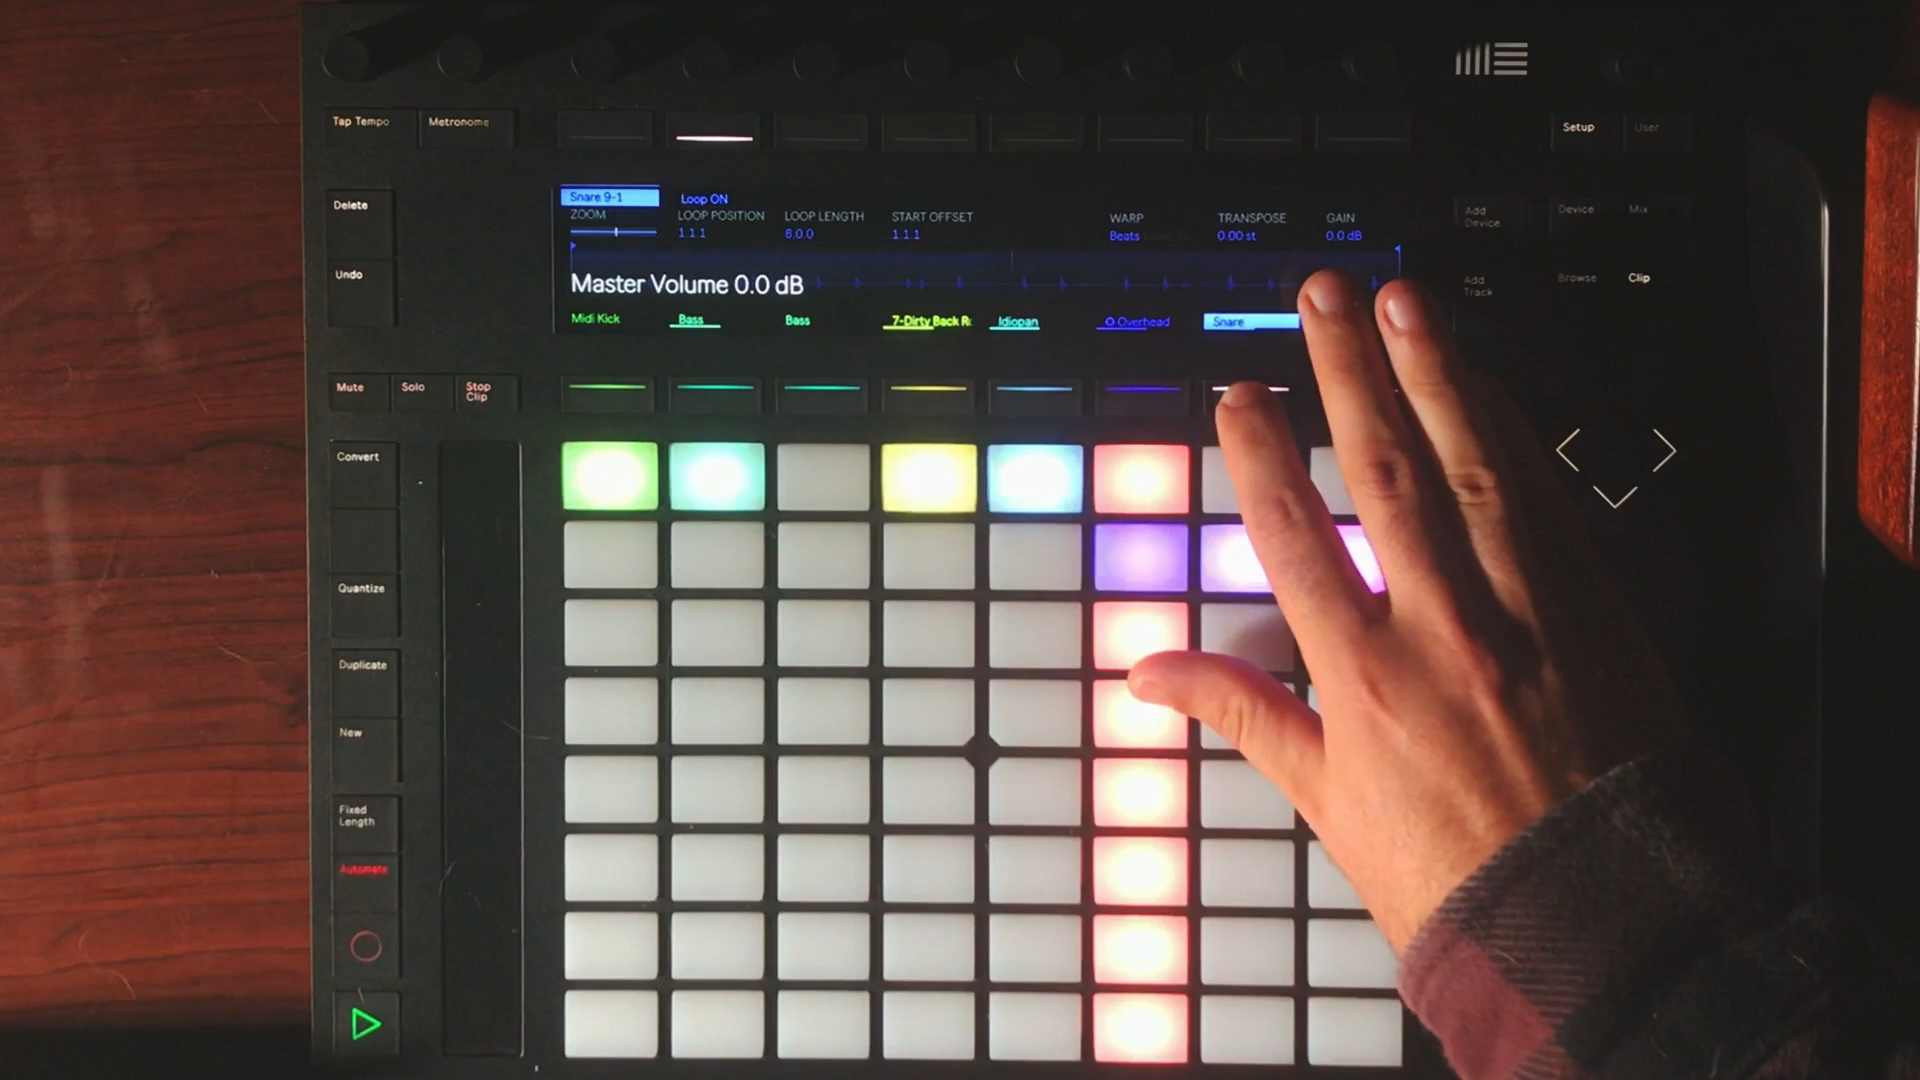 Tap Tempo
Metronome
Setup
User
Delete
Snare 9-1
Loop ON
ZOOM
LOOP POSITION
LOOP LENGTH
START OFFSET
WARP
TRANSPOSE
GAIN
1.1.1
8.0.0
1.1.1
Beats
0.00 st
0.0 dB
Add
Device
Device
Mix
Undo
Master Volume 0.0 dB
Add
Track
Browse
Clip
Midi Kick
Bass
Bass
7-Dirty Back R
Idiopan
Overhead
Snare
Mute
Solo
Stop
Clip
Convert
Quantize
Duplicate
New
Fixed
Length
Automate